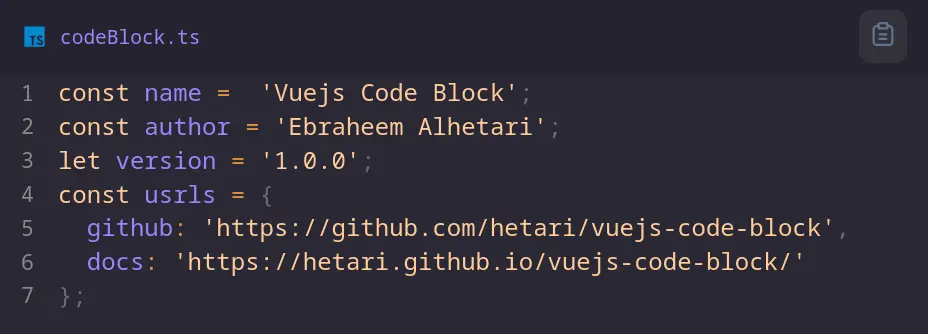 TS codeBlock.ts
1 const name =  'Vuejs Code Block';
2 const author = 'Ebraheem Alhetari';
3 let version = '1.0.0';
4 const usrls = {
5   github: 'https://github.com/hetari/vuejs-code-block',
6   docs: 'https://hetari.github.io/vuejs-code-block/'
7 };